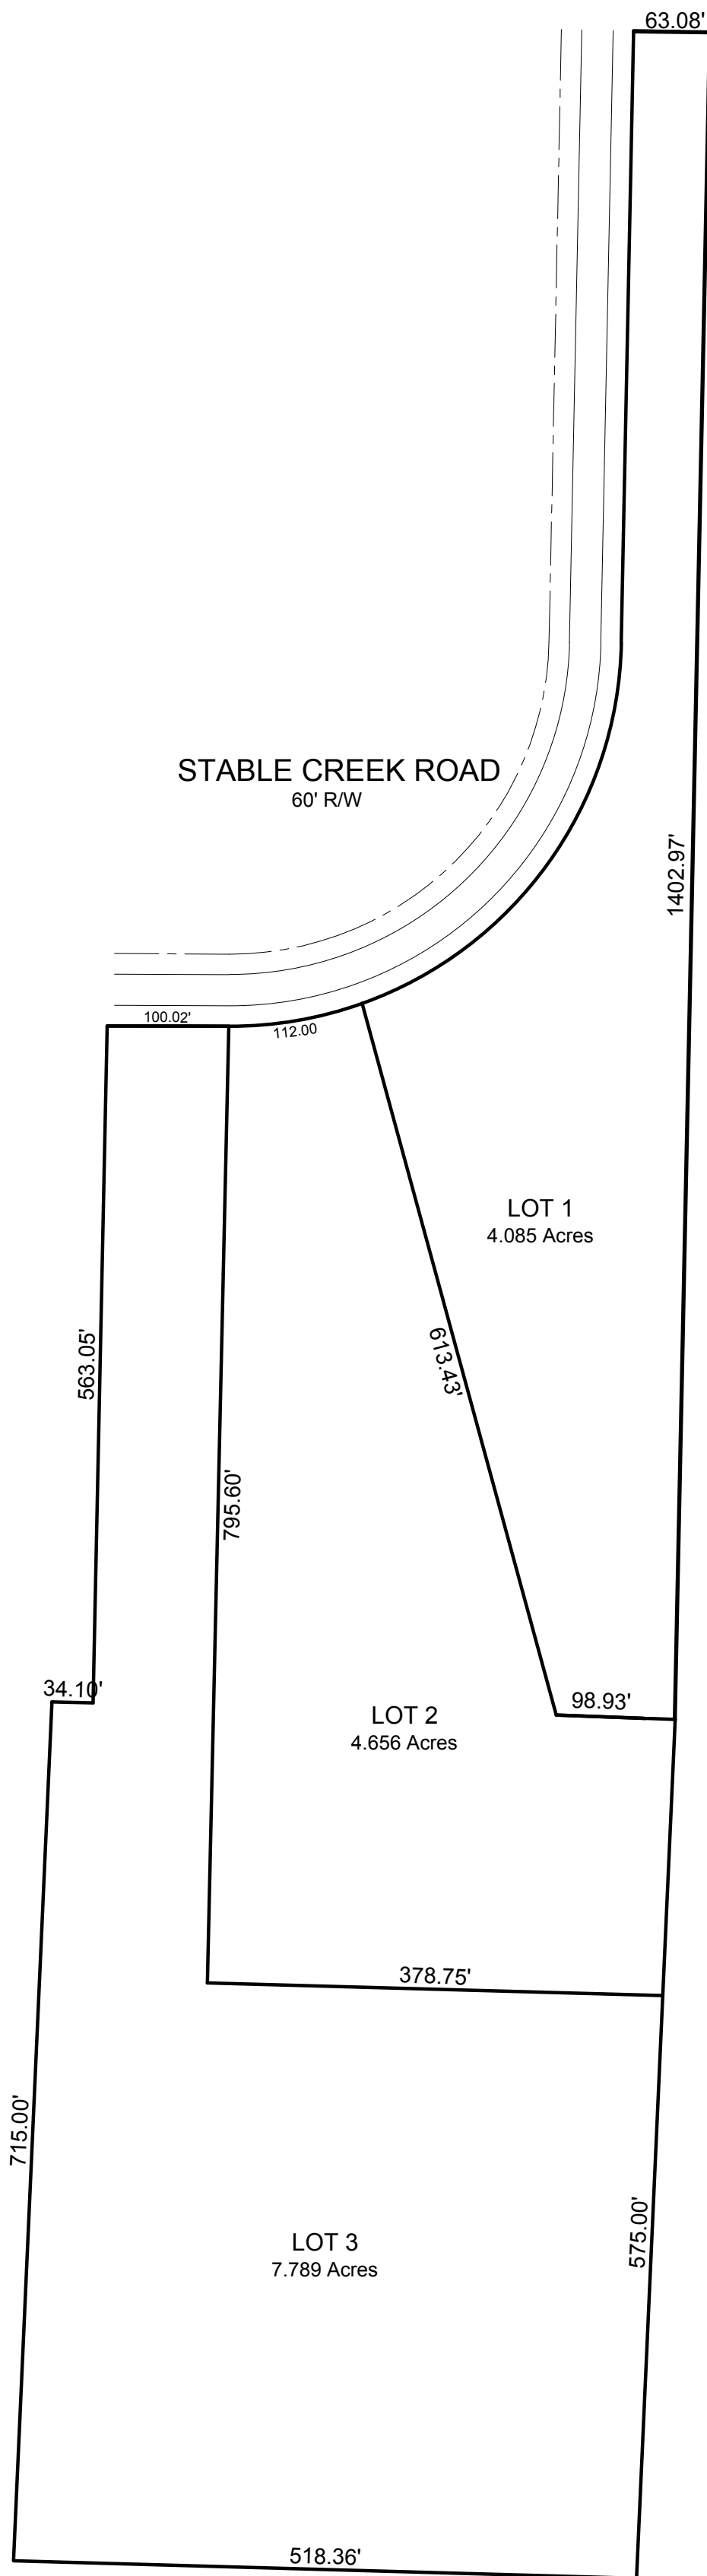 63.08'
STABLE CREEK ROAD
60' R/W
1402.97'
100.02'
112.00
LOT 1
4.085 Acres
563.05'
613.43'
795.60'
34.10'
98.93'
LOT 2
4.656 Acres
378.75'
715.00'
575.00'
LOT 3
7.789 Acres
518.36'